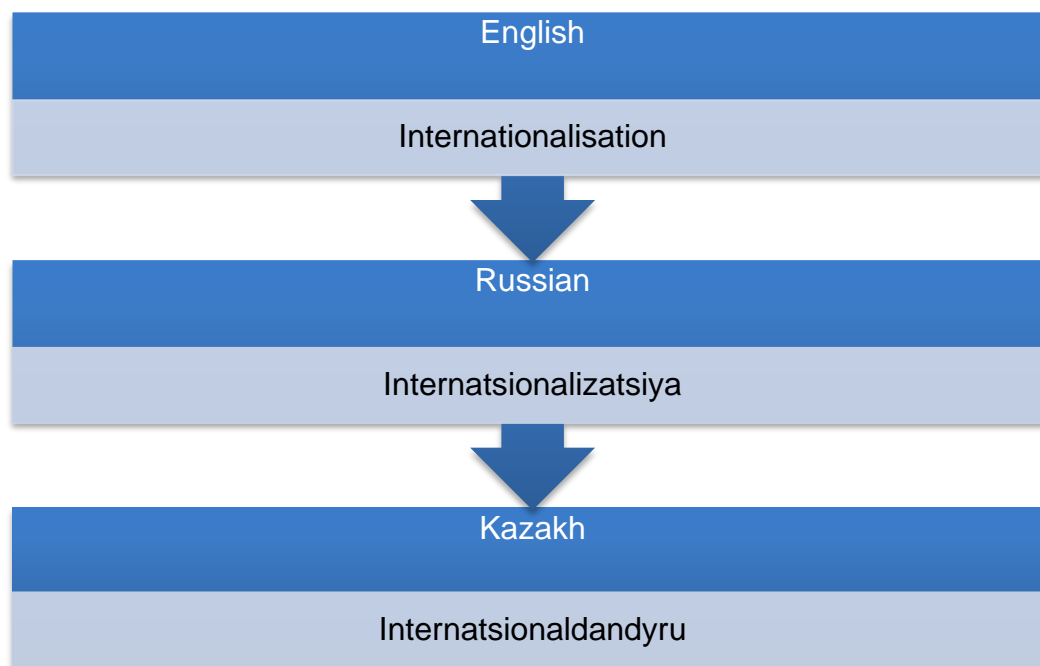 English
Internationalisation
Russian
Internatsionalizatsiya
Kazakh
Internatsionaldandyru